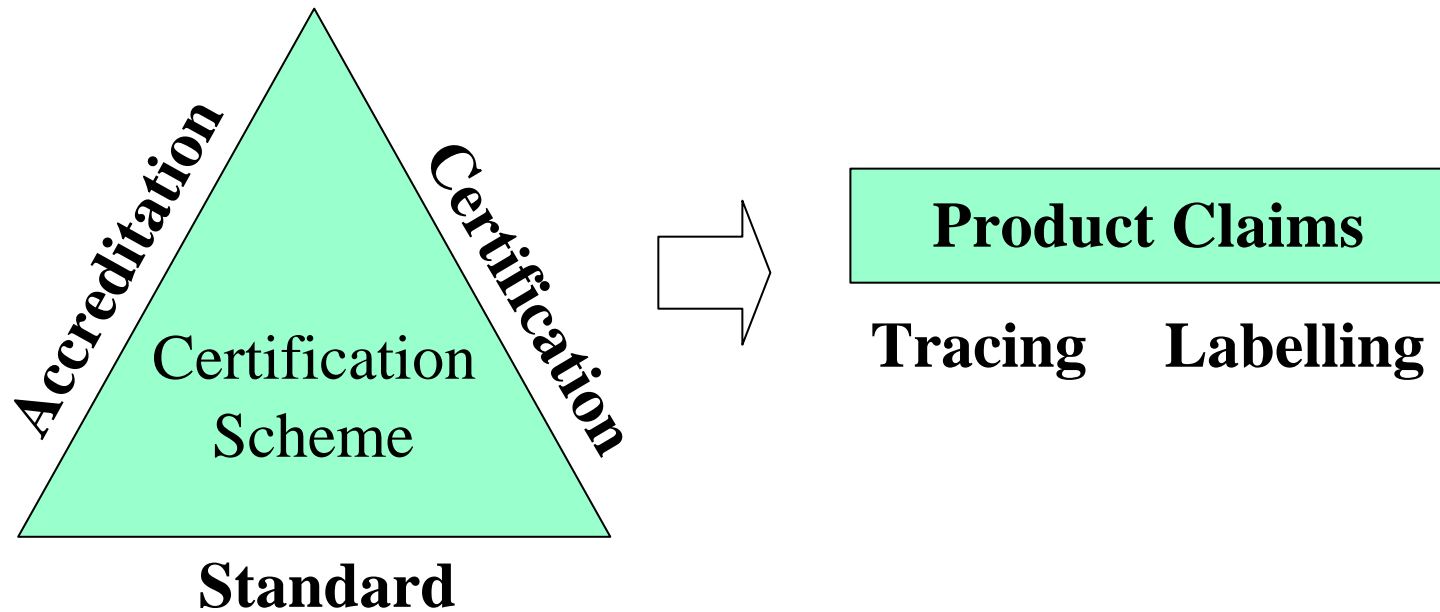 Accreditation
Certification
Certification
Scheme
Standard
Product Claims
Tracing Labelling